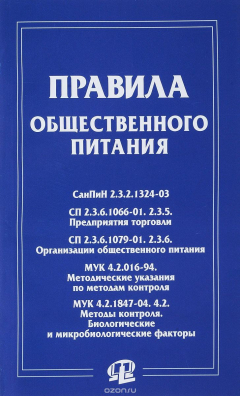 ПРАВИЛА
ОБЩЕСТВЕННОГО
ПИТАНИЯ
СанПиН 2.3.2.1324-03
СП 2.3.6.1066-01. 2.3.5.
Предприятия торговли
СП 2.3.6.1079-01. 2.3.6.
Организации общественного питания
МУК 4.2.016-94.
Методические указания
по методам контроля
МУК 4.2.1847-04. 4.2.
Методы контроля.
Биологические
и микробиологические факторы